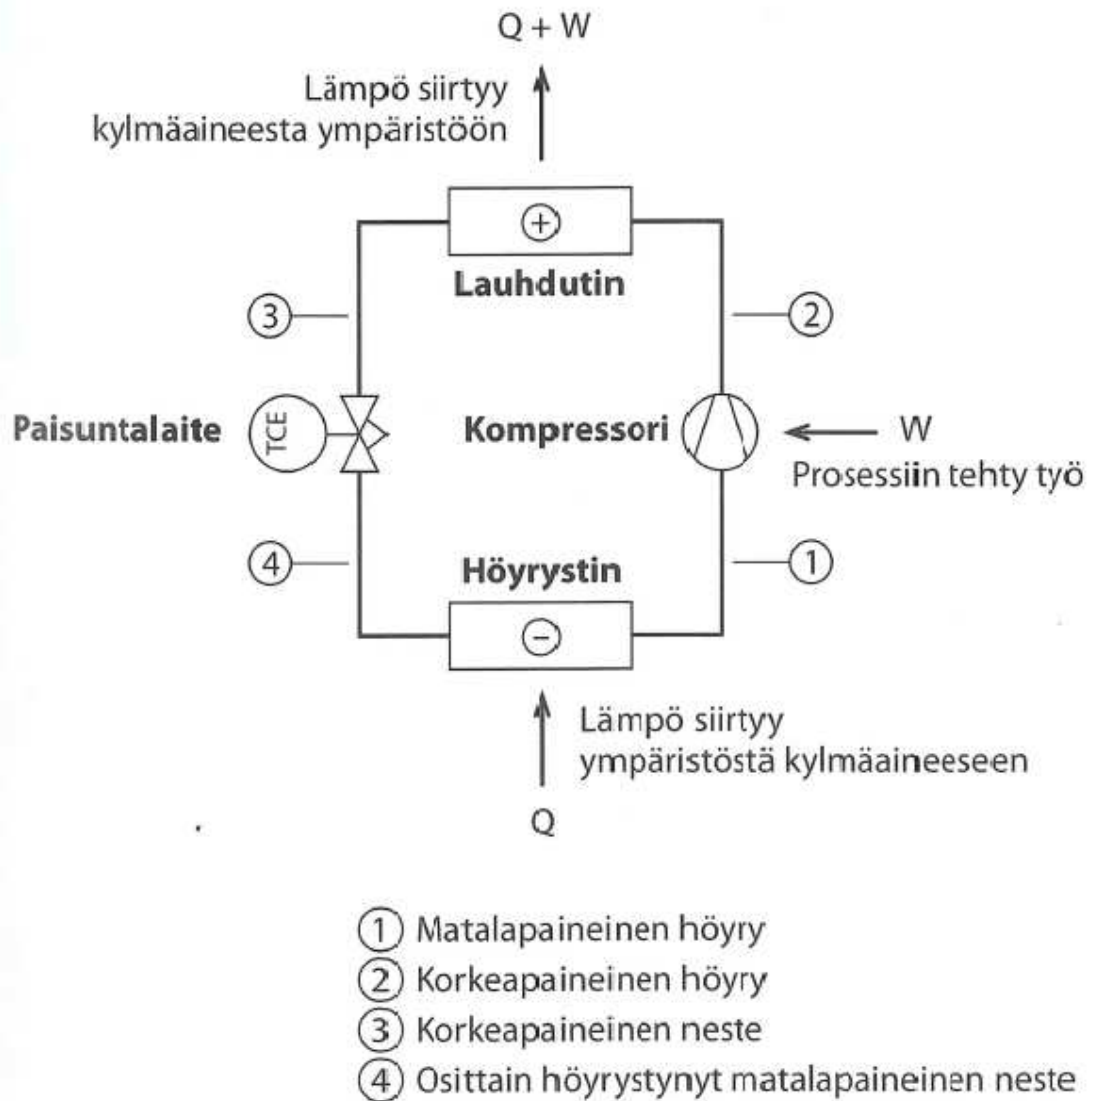 Q + W
Lämpö siirtyy
kylmäaineesta ympäristöön
+
Lauhdutin
3
2
Paisuntalaite
TCE
Kompressori
W
Prosessiin tehty työ
4
Höyrystin
1
−
Lämpö siirtyy
ympäristöstä kylmäaineeseen
Q
1 Matalapaineinen höyry
2 Korkeapaineinen höyry
3 Korkeapaineinen neste
4 Osittain höyrystynyt matalapaineinen neste